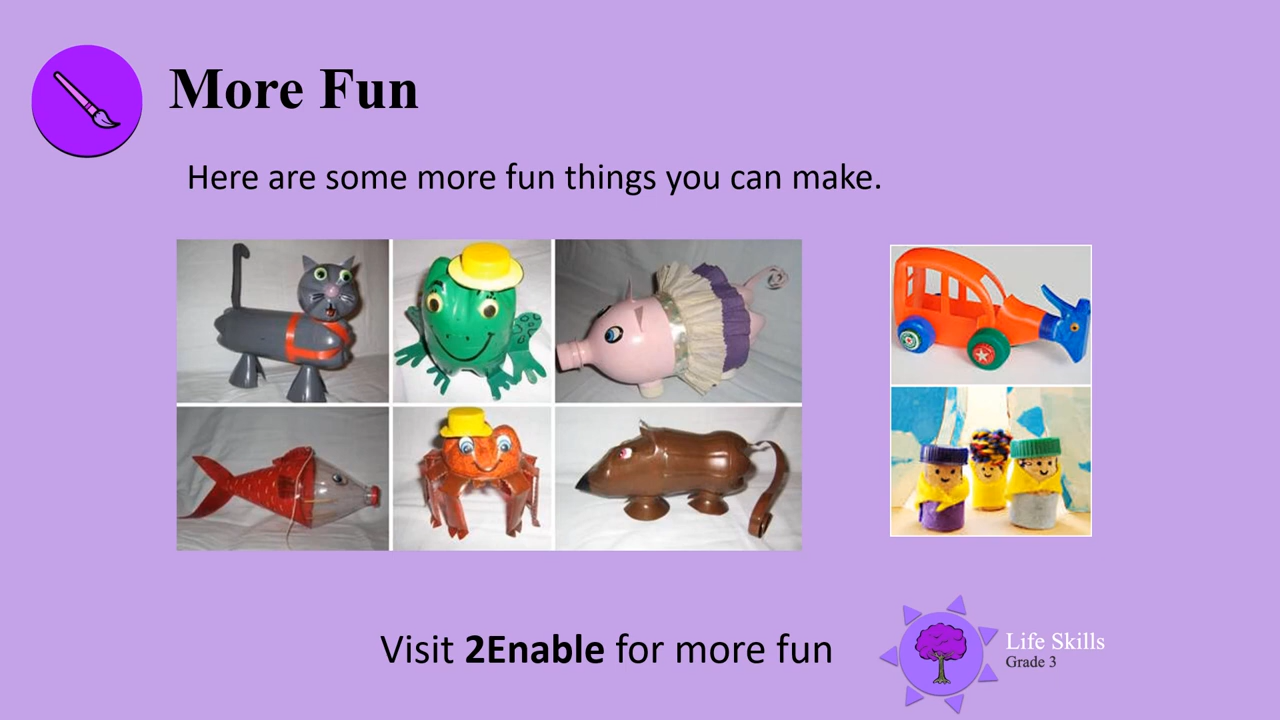 More Fun
Here are some more fun things you can make.
Visit 2Enable for more fun
Life Skills
Grade 3